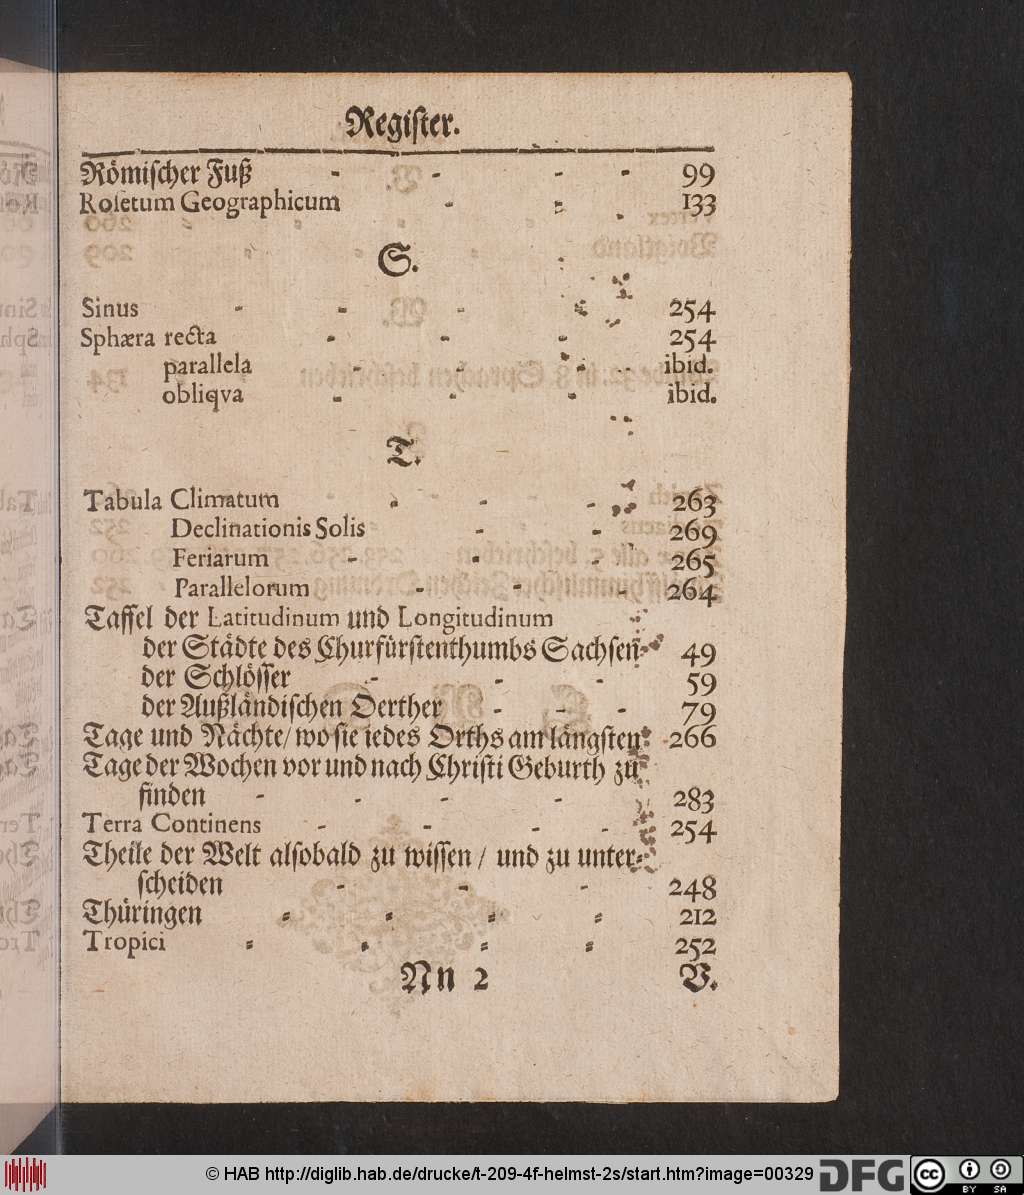 Regiſter.
Römiſcher Fuß - - - - 99
Roſetum Geographicum - - - 133
S.
Sinus - - - - 254
Sphæra recta - - - 254
parallela - - - ibid.
obliqva - - - ibid.
T.
Tabula Climatum - - - 263
Declinationis Solis - - 269
Feriarum - - - 265
Parallelorum - - - 264
Taffel der Latitudinum und Longitudinum
der Städte des Churfürſtenthumbs Sachſen- 49
der Schlöſſer - - - 59
der Außländiſchen Oerther - - - 79
Tage und Nächte/ wo ſie iedes Orths am längſten. 266
Tage der Wochen vor und nach Chriſti Geburth zu
finden - - - - 283
Terra Continens - - - - 254
Theile der Welt alſobald zu wiſſen / und zu unter-
ſcheiden - - - 248
Thüringen - - - - 212
Tropici - - - - 252
Nn 2 V.
© HAB http://diglib.hab.de/drucke/t-209-4f-helmst-2s/start.htm?image=00329
DFG
cc BY SA